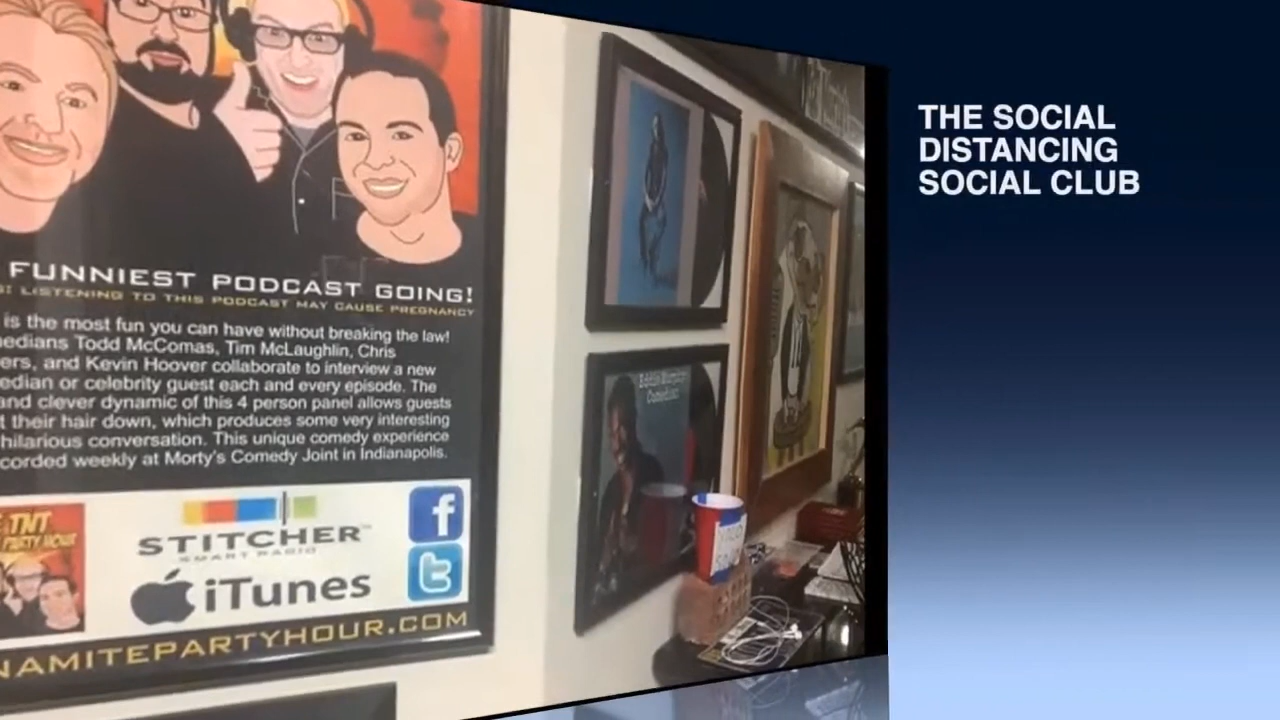 FUNNIEST PODCAST GOING!
LISTENING TO THIS PODCAST MAY CAUSE PREGNANCY
is the most fun you can have without breaking the law!
edians Todd McComas, Tim McLaughlin, Chris
ers, and Kevin Hoover collaborate to interview a new
edian or celebrity guest each and every episode. The
and clever dynamic of this 4 person panel allows guests
t their hair down, which produces some very interesting
hilarious conversation. This unique comedy experience
corded weekly at Morty's Comedy Joint in Indianapolis.
TNT
PARTY HOUR
STITCHER
SMART RADIO
iTunes
NAMITEPARTYHOUR.COM
Comedian
THE SOCIAL
DISTANCING
SOCIAL CLUB